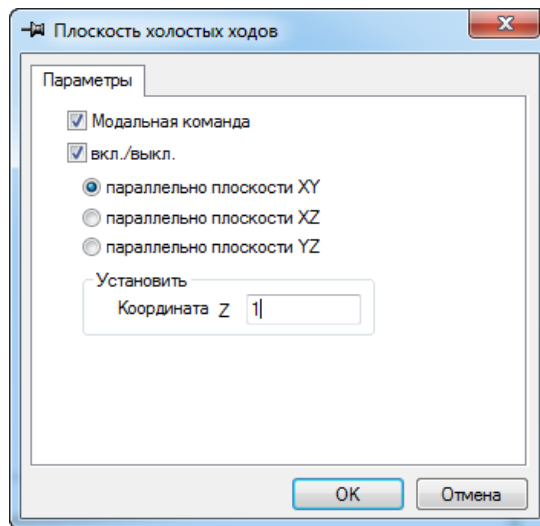 Плоскость холостых ходов
Параметры
Модальная команда
вкл./выкл.
параллельно плоскости XY
параллельно плоскости XZ
параллельно плоскости YZ
Установить
Координата Z 1
OK Отмена